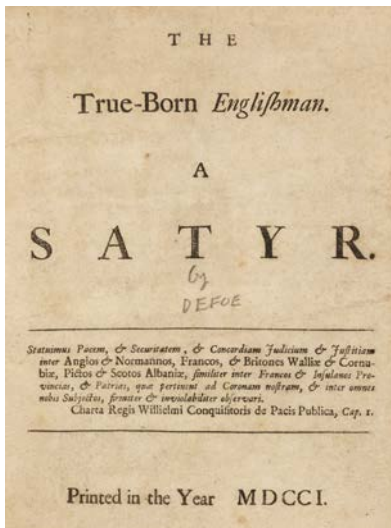 THE
True-Born Engliſhman.
A
SATYR.
by
DEFOE
Statuimus Pacem, & Securitatem, & Concordiam Judicium & Juſtitiam
inter Anglos & Normannos, Francos, & Britones Walliæ & Cornu-
biæ, Pictos & Scotos Albaniæ, ſimiliter inter Francos & Inſulanos Pro-
vincias, & Patrias, quæ pertinent ad Coronam noſtram, & inter omnes
nobis Subjectos, firmiter & inviolabiliter obſervari.
Charta Regis Willielmi Conquiſitoris de Pacis Publica, Cap. 1.
Printed in the Year MDCCI.